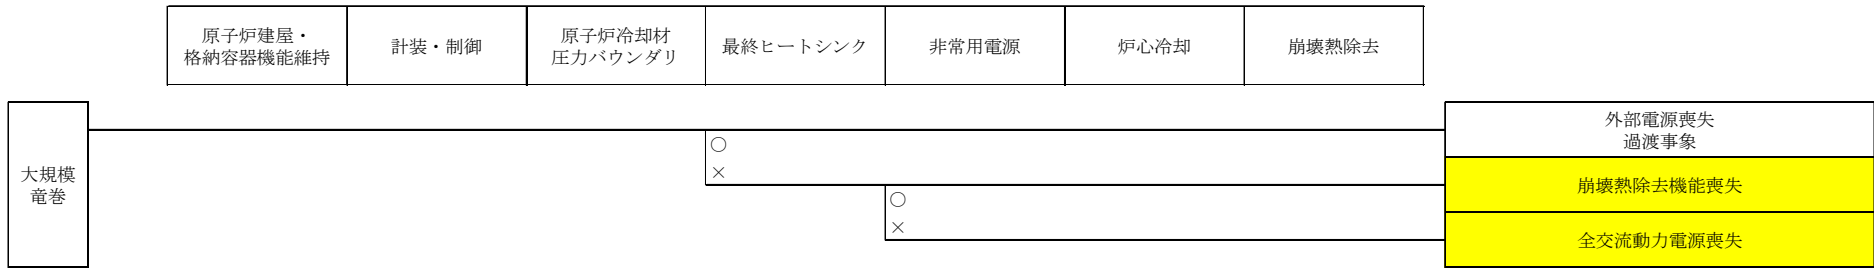 原子炉建屋・
格納容器機能維持
計装・制御
原子炉冷却材
圧力バウンダリ
最終ヒートシンク
非常用電源
炉心冷却
崩壊熱除去
大規模
竜巻
外部電源喪失
過渡事象
○
×
崩壊熱除去機能喪失
○
×
全交流動力電源喪失